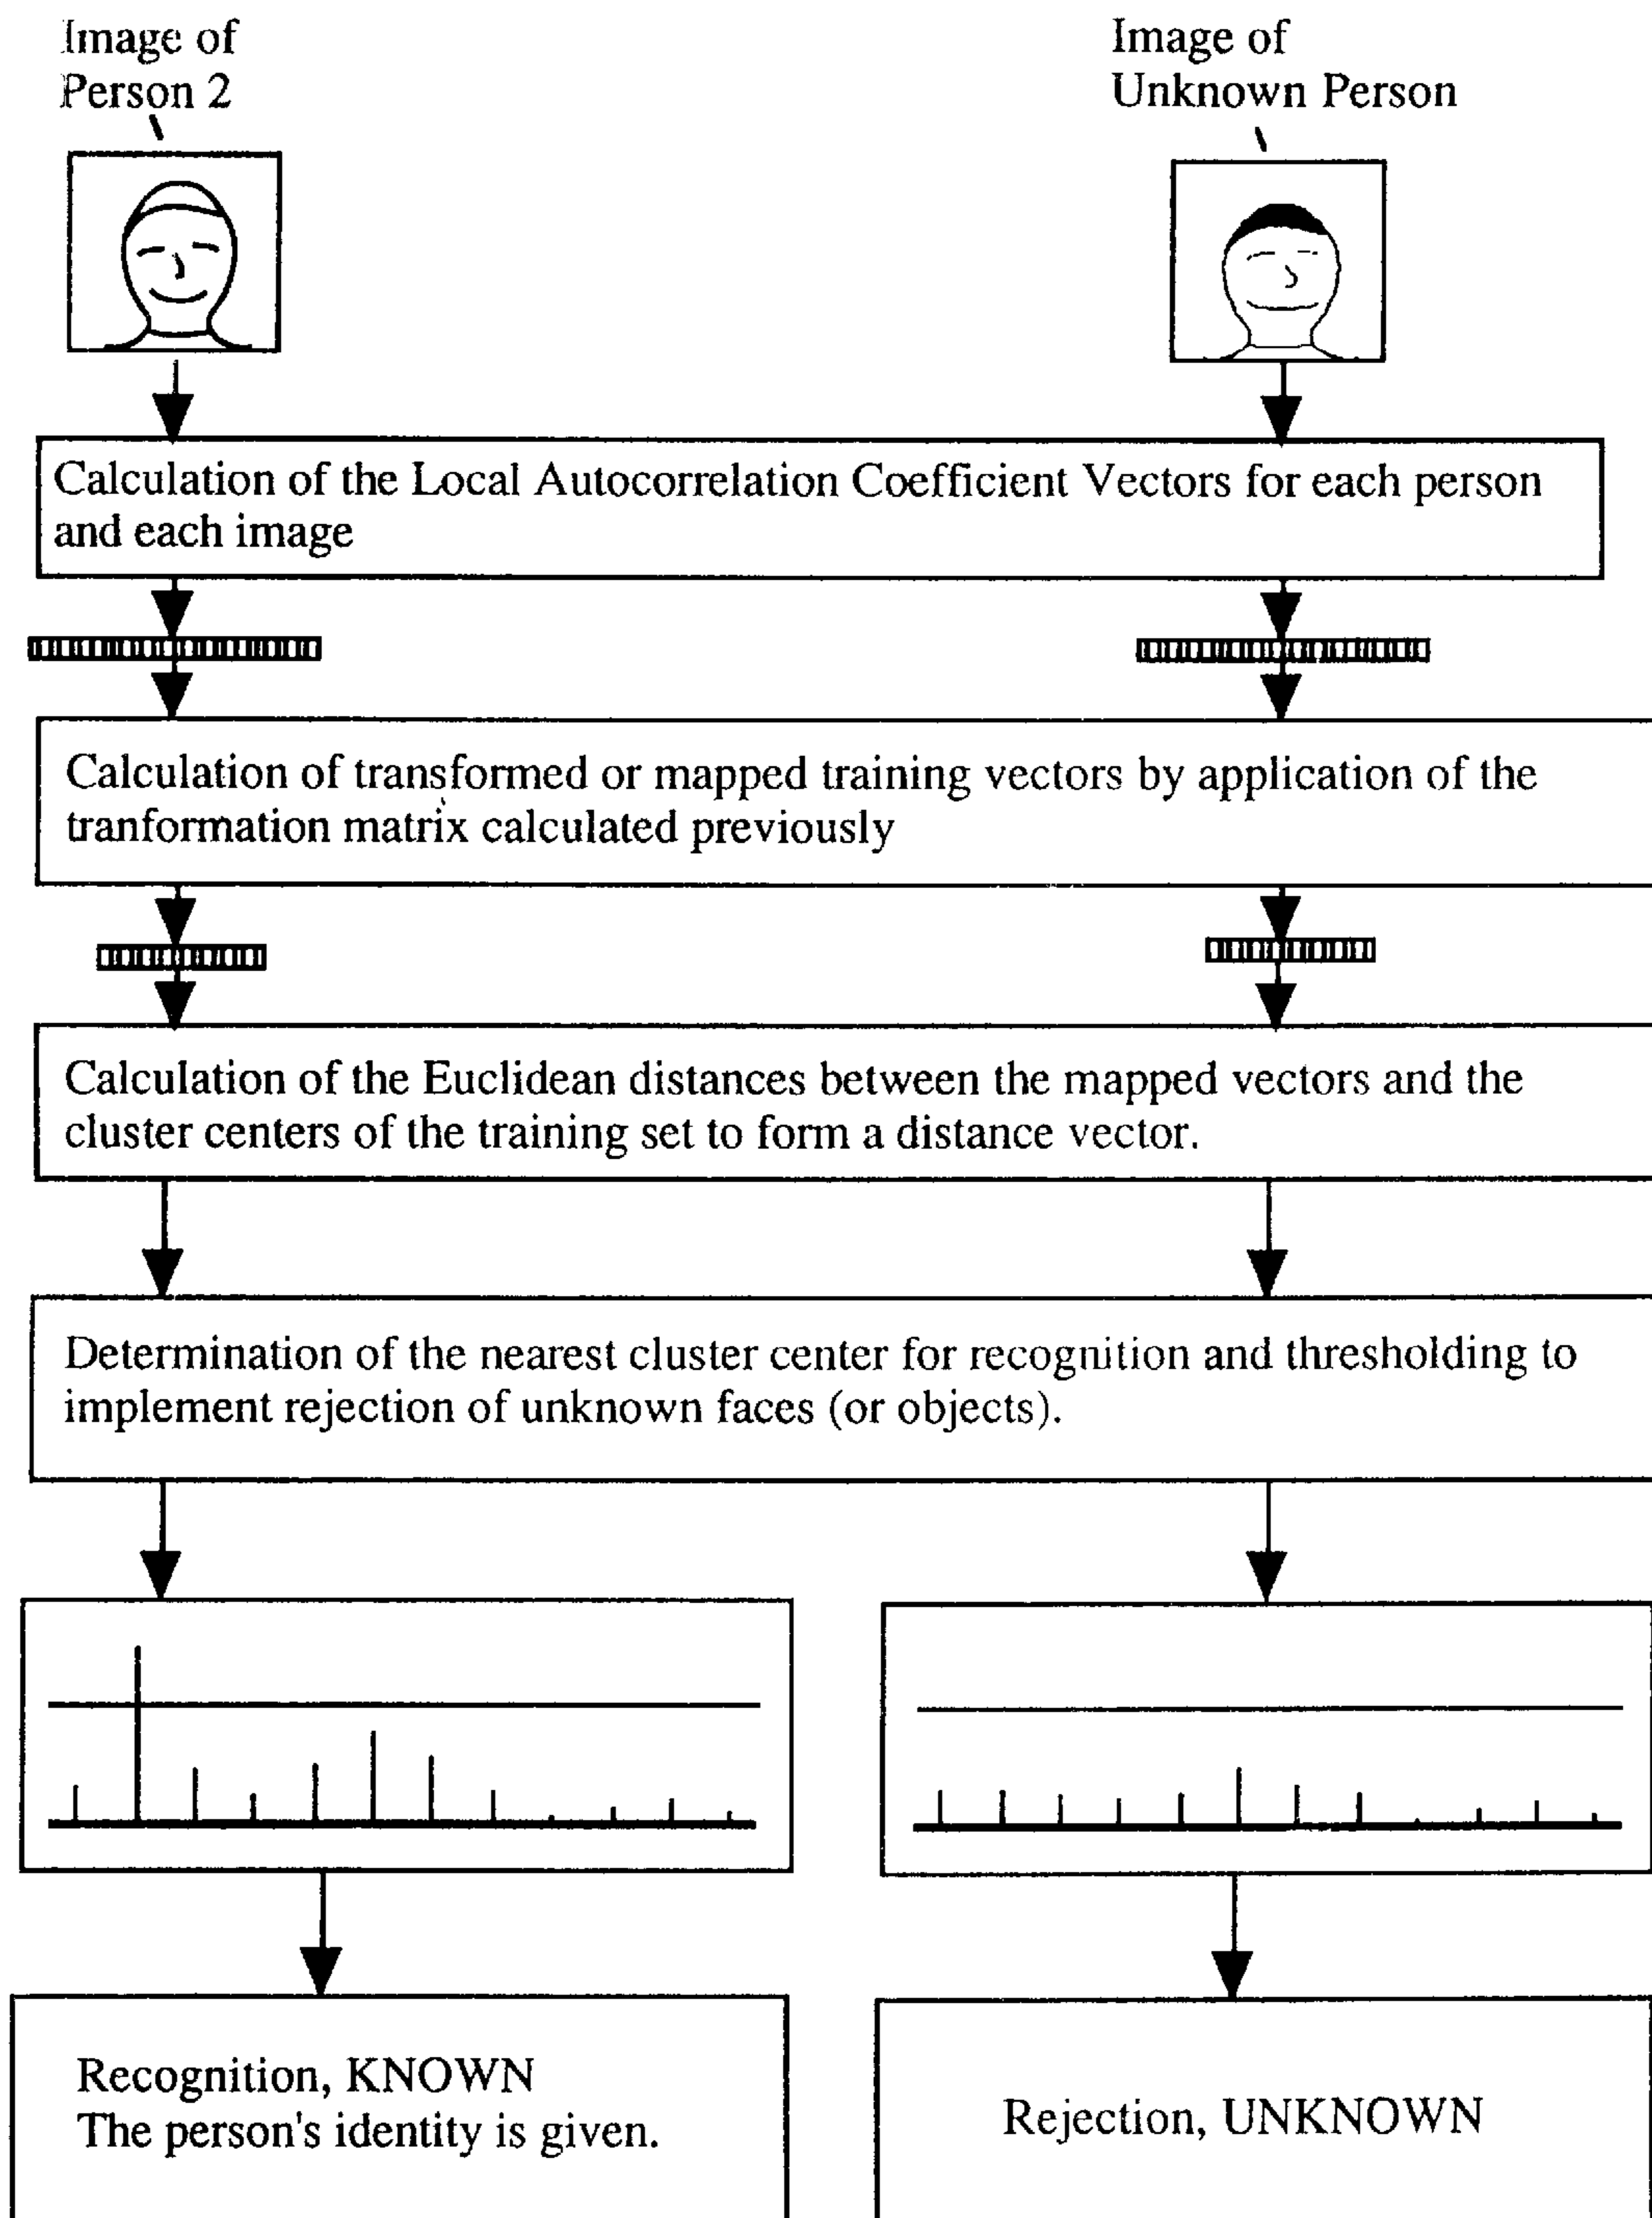 Image of
Person 2
Image of
Unknown Person
Calculation of the Local Autocorrelation Coefficient Vectors for each person
and each image
Calculation of transformed or mapped training vectors by application of the
tranformation matrix calculated previously
Calculation of the Euclidean distances between the mapped vectors and the
cluster centers of the training set to form a distance vector.
Determination of the nearest cluster center for recognition and thresholding to
implement rejection of unknown faces (or objects).
Recognition, KNOWN
The person's identity is given.
Rejection, UNKNOWN